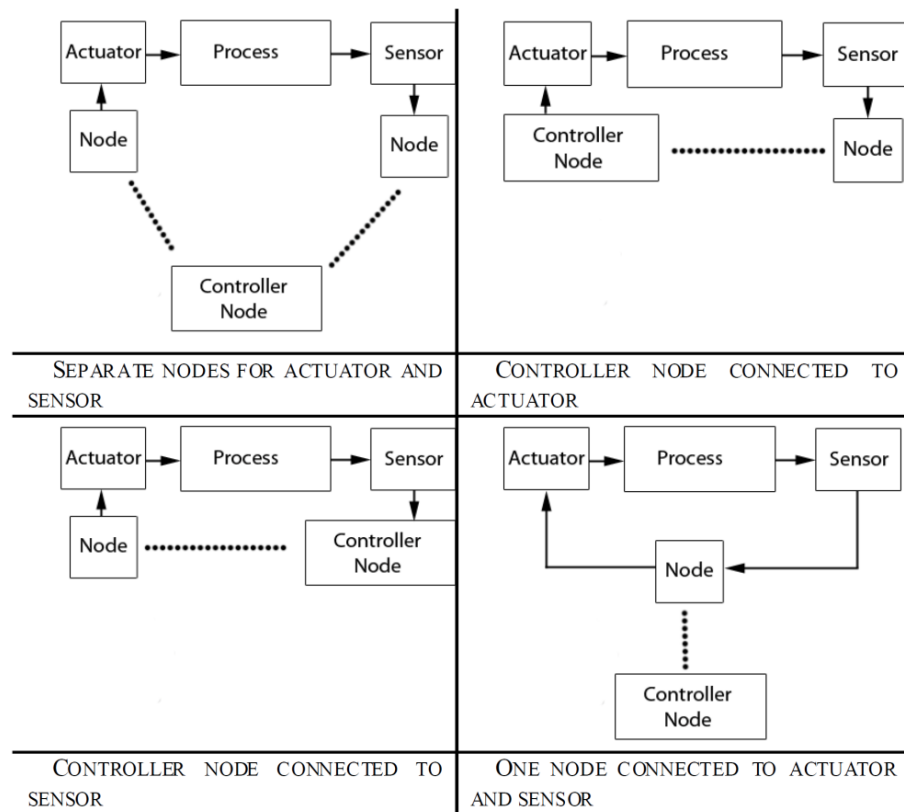 Actuator
Process
Sensor
Node
Node
Controller
Node
SEPARATE NODES FOR ACTUATOR AND
SENSOR
Actuator
Process
Sensor
Controller
Node
Node
CONTROLLER NODE CONNECTED TO
ACTUATOR
Actuator
Process
Sensor
Node
Controller
Node
CONTROLLER NODE CONNECTED TO
SENSOR
Actuator
Process
Sensor
Node
Controller
Node
ONE NODE CONNECTED TO ACTUATOR
AND SENSOR